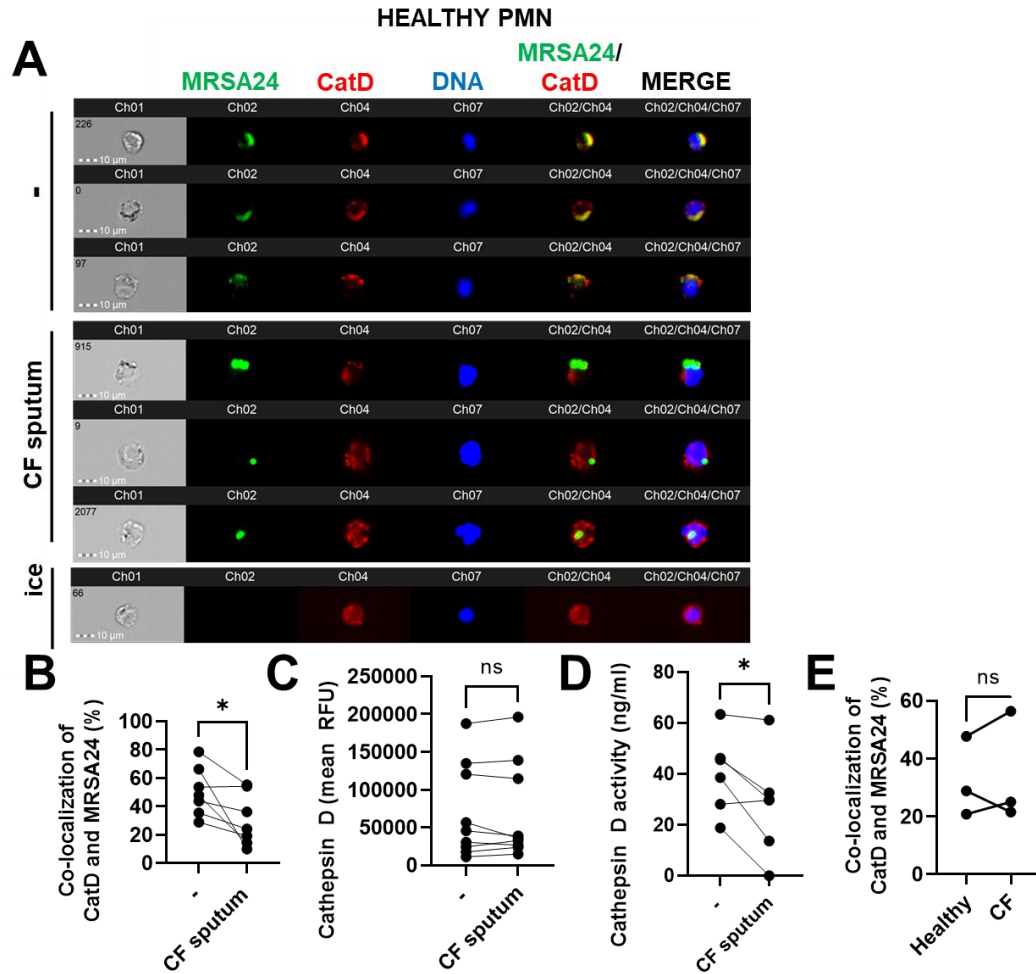 HEALTHY PMN
A
MRSA24/
MRSA24 CatD DNA CatD MERGE
Ch01 Ch02 Ch04 Ch07 Ch02/Ch04 Ch02/Ch04/Ch07
226
10 µm
-
Ch01 Ch02 Ch04 Ch07 Ch02/Ch04 Ch02/Ch04/Ch07
0
10 µm
Ch01 Ch02 Ch04 Ch07 Ch02/Ch04 Ch02/Ch04/Ch07
97
10 µm
Ch01 Ch02 Ch04 Ch07 Ch02/Ch04 Ch02/Ch04/Ch07
915
10 µm
CF sputum
Ch01 Ch02 Ch04 Ch07 Ch02/Ch04 Ch02/Ch04/Ch07
9
10 µm
Ch01 Ch02 Ch04 Ch07 Ch02/Ch04 Ch02/Ch04/Ch07
2077
10 µm
ice
Ch01 Ch02 Ch04 Ch07 Ch02/Ch04 Ch02/Ch04/Ch07
66
10 µm
B
Co-localization of
CatD and MRSA24 (%)
100
80
60
40
20
0
*
-
CF sputum
C
Cathepsin D (mean RFU)
250000
200000
150000
100000
50000
0
ns
-
CF sputum
D
Cathepsin D activity (ng/ml)
80
60
40
20
0
*
-
CF sputum
E
Co-localization of
CatD and MRSA24 (%)
60
40
20
0
ns
Healthy
CF